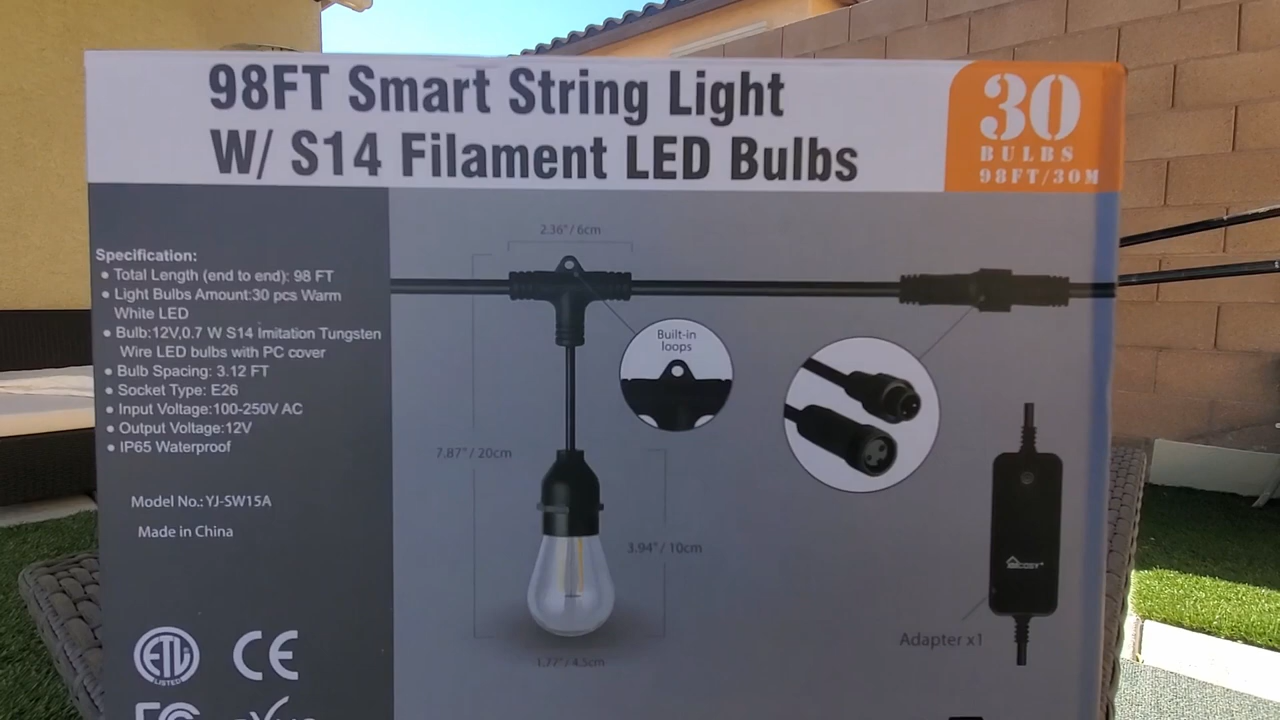 98FT Smart String Light
W/ S14 Filament LED Bulbs
30
BULBS
98FT/30M
Specification:
• Total Length (end to end): 98 FT
• Light Bulbs Amount:30 pcs Warm
White LED
• Bulb:12V,0.7 W S14 Imitation Tungsten
Wire LED bulbs with PC cover
• Bulb Spacing: 3.12 FT
• Socket Type: E26
• Input Voltage:100-250V AC
• Output Voltage:12V
• IP65 Waterproof
Model No.: YJ-SW15A
Made in China
2.36" / 6cm
Built-in
loops
7.87" / 20cm
3.94" / 10cm
1.77" / 4.5cm
Adapter x1
ETL
LISTED
CE